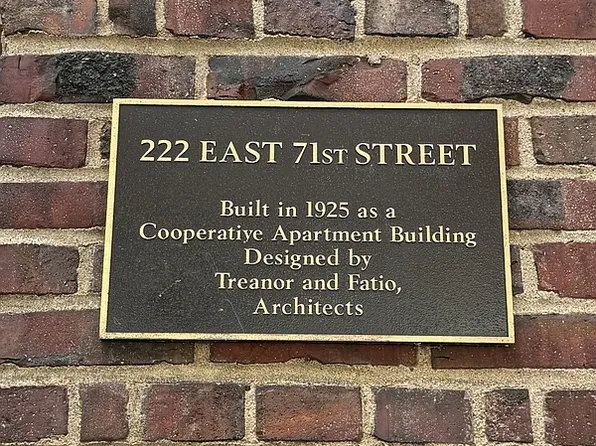 222 EAST 71ST STREET
Built in 1925 as a
Cooperative Apartment Building
Designed by
Treanor and Fatio,
Architects